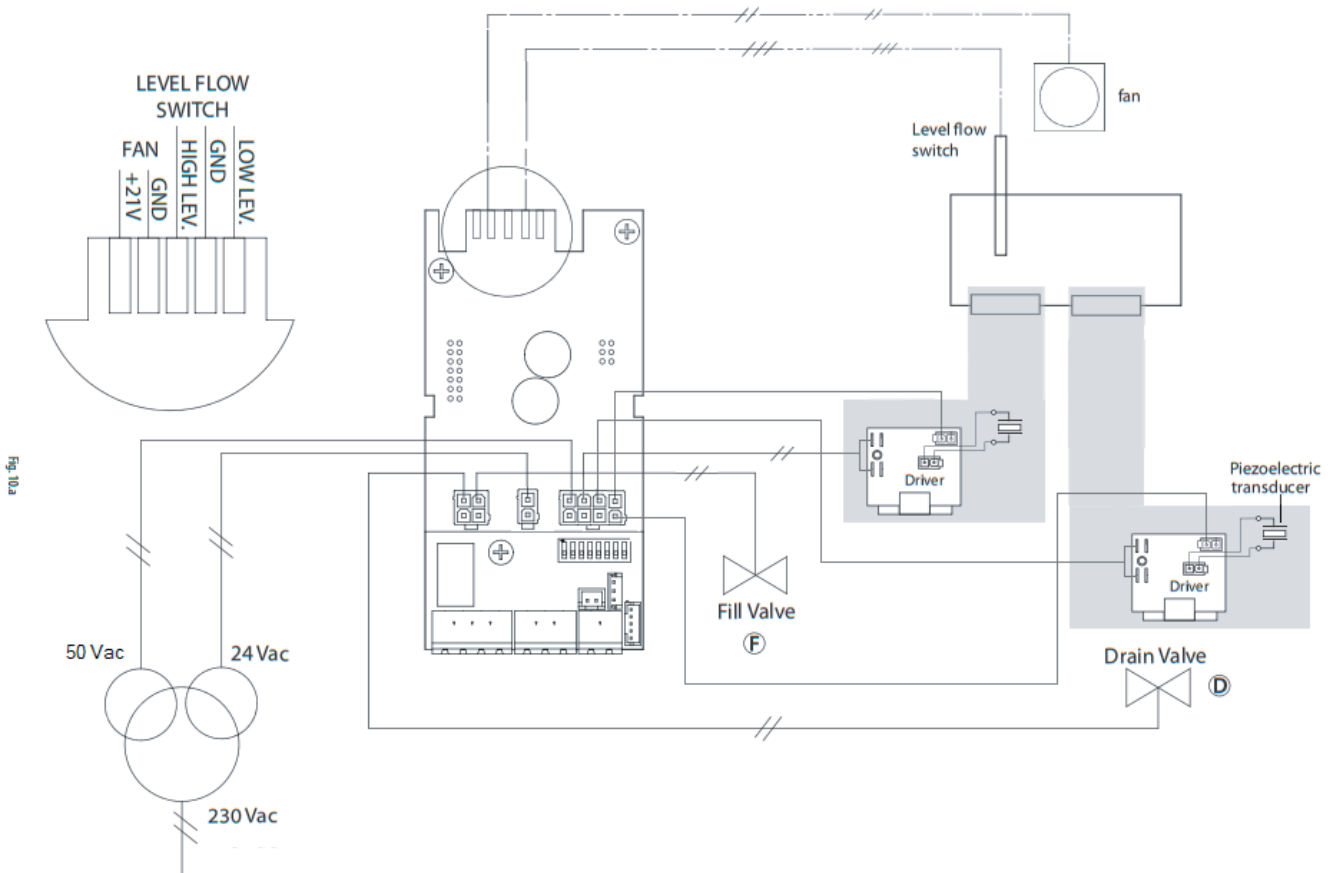 LEVEL FLOW
SWITCH
FAN
+21V
GND
HIGH LEV.
GND
LOW LEV.
fan
Level flow
switch
Driver
Piezoelectric
transducer
Driver
Fill Valve
F
Drain Valve
D
50 Vac
24 Vac
230 Vac
Fig. 10.a